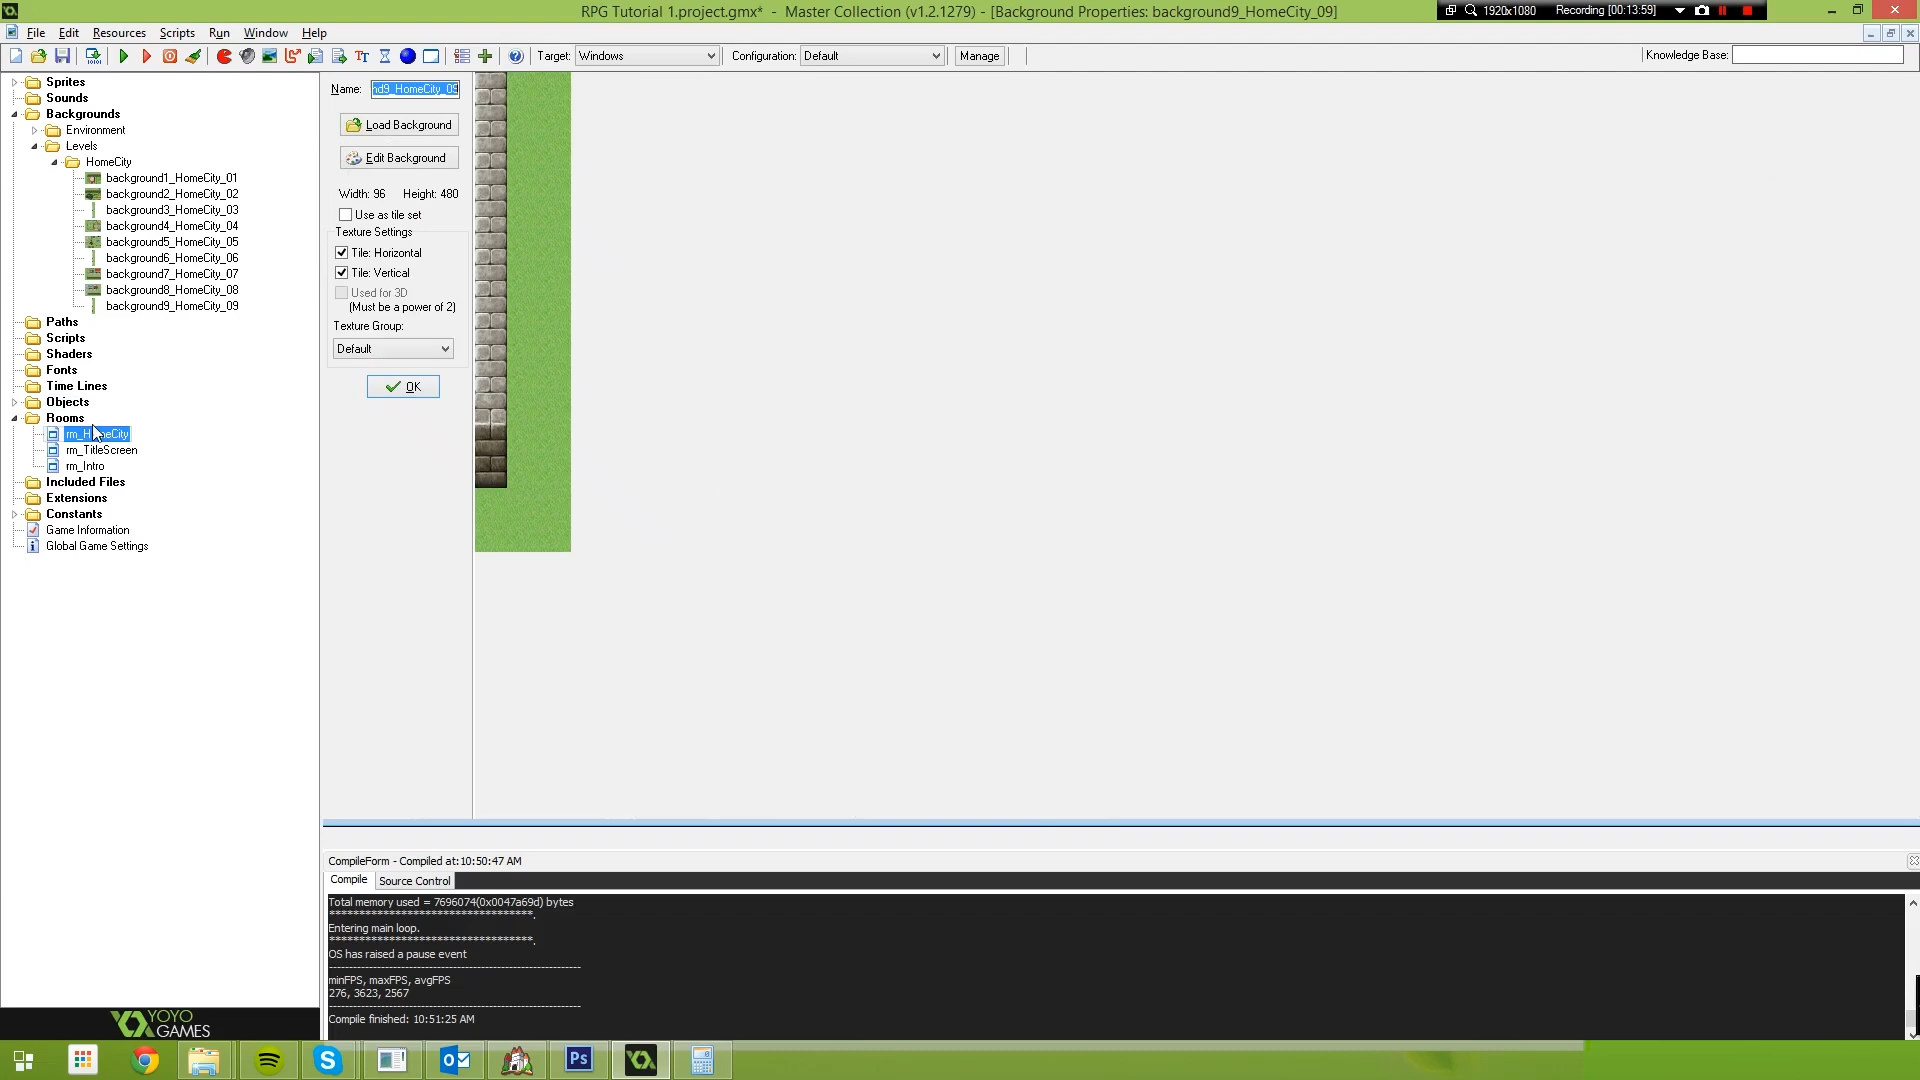 RPG Tutorial 1.project.gmx* - Master Collection (v1.2.1279) - [Background Properties: background9_HomeCity_09]
1920x1080 Recording [00:13:59]
File Edit Resources Scripts Run Window Help
Target: Windows Configuration: Default Manage Knowledge Base:
Sprites
Sounds
Backgrounds
Environment
Levels
HomeCity
background1_HomeCity_01
background2_HomeCity_02
background3_HomeCity_03
background4_HomeCity_04
background5_HomeCity_05
background6_HomeCity_06
background7_HomeCity_07
background8_HomeCity_08
background9_HomeCity_09
Paths
Scripts
Shaders
Fonts
Time Lines
Objects
Rooms
rm_HomeCity
rm_TitleScreen
rm_Intro
Included Files
Extensions
Constants
Game Information
Global Game Settings
YOYO
GAMES
Name: nd9_HomeCity_09
Load Background
Edit Background
Width: 96 Height: 480
Use as tile set
Texture Settings
Tile: Horizontal
Tile: Vertical
Used for 3D
(Must be a power of 2)
Texture Group:
Default
OK
CompileForm - Compiled at:10:50:47 AM
Compile Source Control
Total memory used = 7696074(0x0047a69d) bytes
***********************************.
Entering main loop.
***********************************.
OS has raised a pause event
----------------------------------------------------------------
minFPS, maxFPS, avgFPS
276, 3623, 2567
----------------------------------------------------------------
Compile finished: 10:51:25 AM
Ps